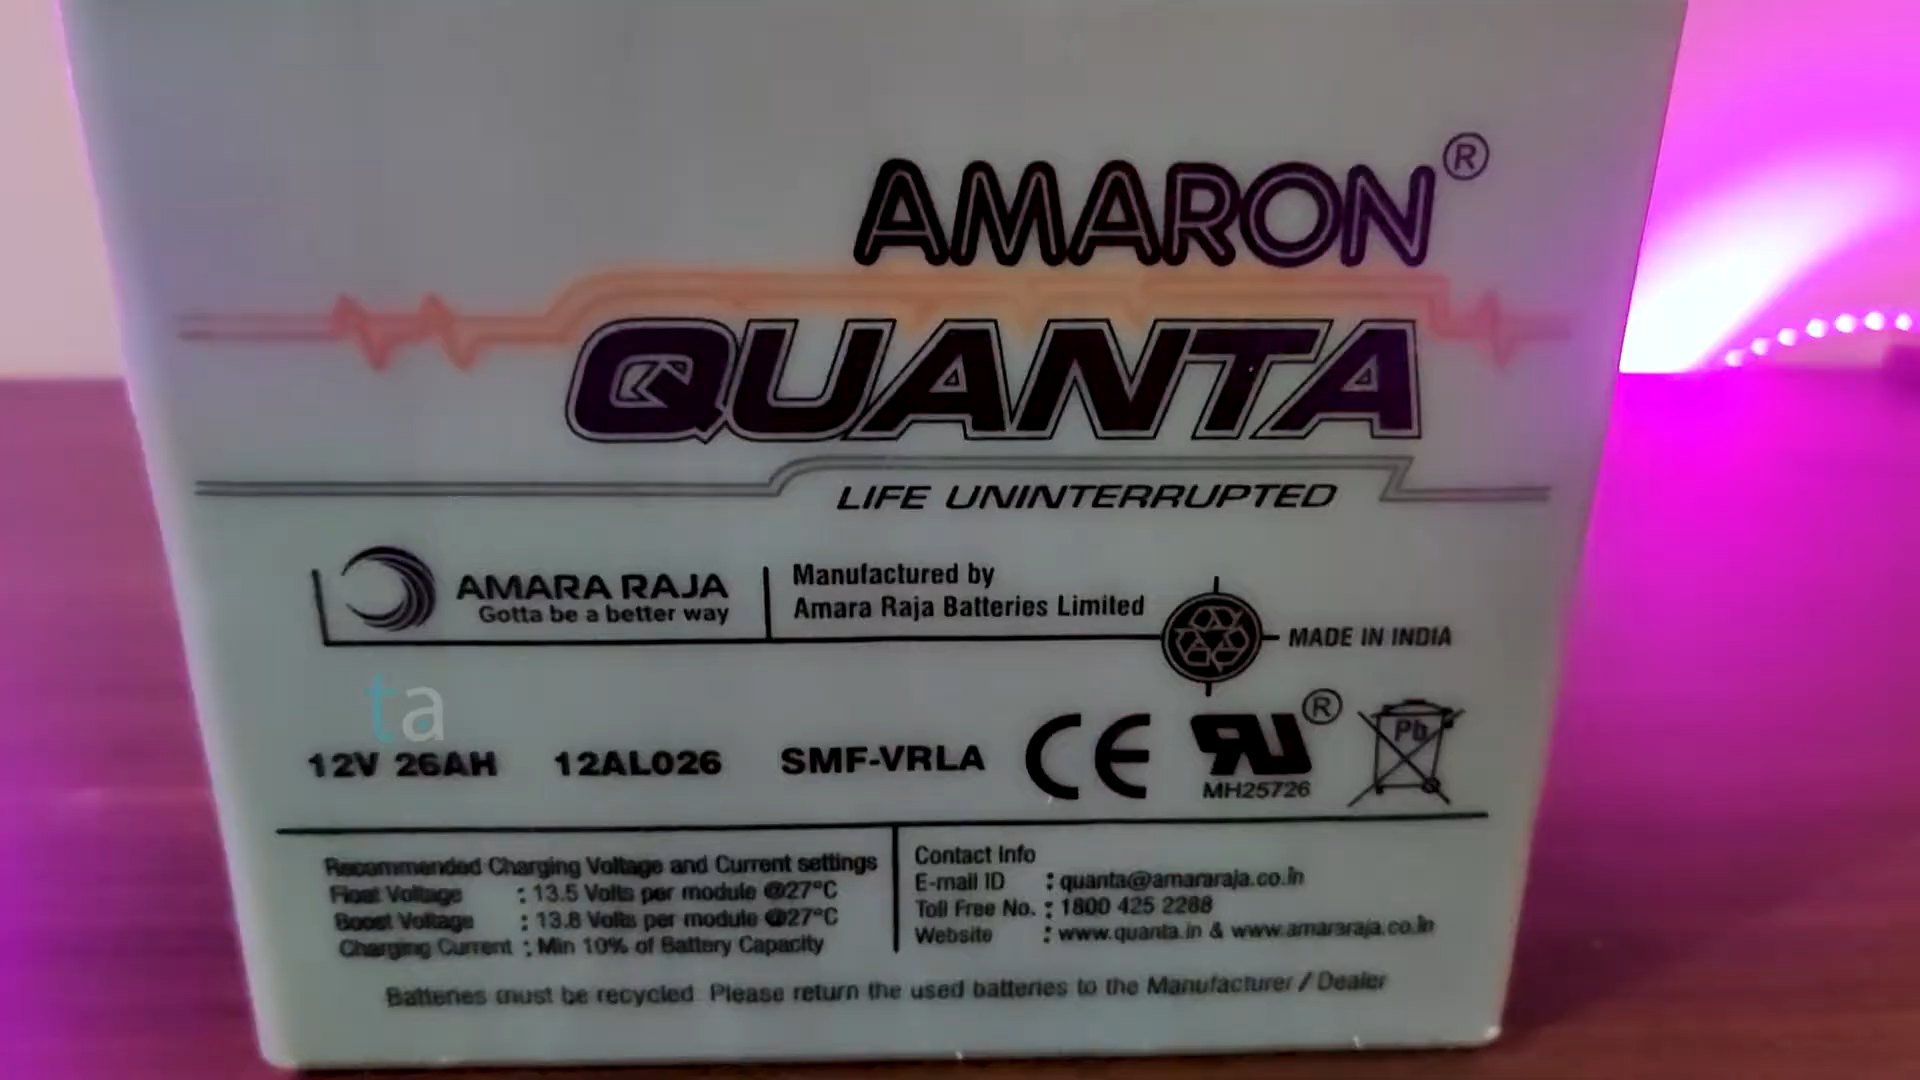 AMARON®
QUANTA
LIFE UNINTERRUPTED
AMARA RAJA
Gotta be a better way
Manufactured by
Amara Raja Batteries Limited
MADE IN INDIA
ta
12V 26AH 12AL026 SMF-VRLA CE RU® Pb
MH25726
Recommended Charging Voltage and Current settings
Float Voltage : 13.5 Volts per module @27°C
Boost Voltage : 13.8 Volts per module @27°C
Charging Current : Min 10% of Battery Capacity
Contact Info
E-mail ID : quanta@amararaja.co.in
Toll Free No. : 1800 425 2288
Website : www.quanta.in & www.amararaja.co.in
Batteries must be recycled Please return the used batteries to the Manufacturer / Dealer